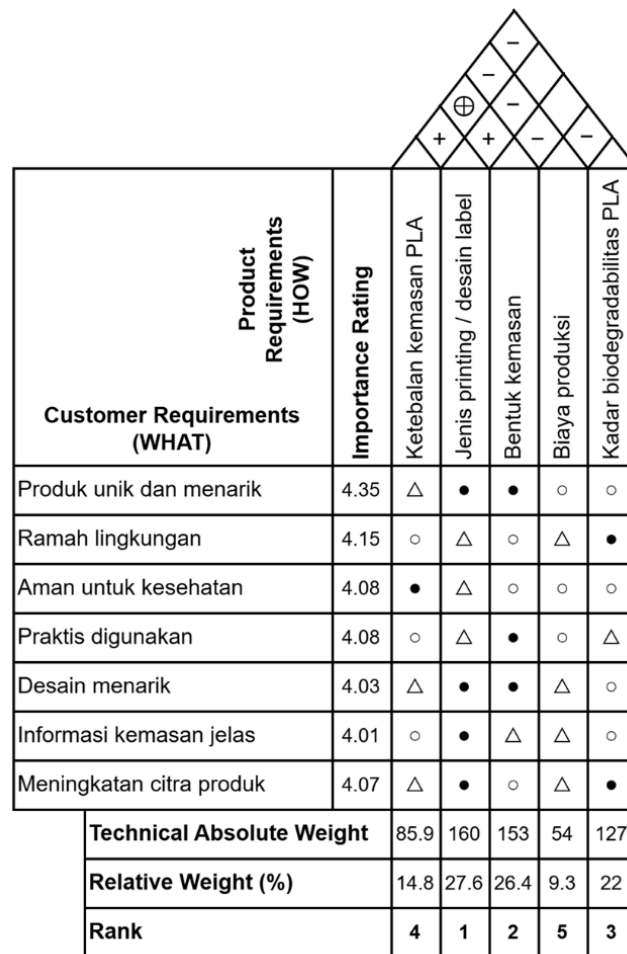 −
−
⊕ −
+ + − −
Product
Requirements
(HOW)
Customer Requirements
(WHAT)
Importance Rating
Ketebalan kemasan PLA
Jenis printing / desain label
Bentuk kemasan
Biaya produksi
Kadar biodegradabilitas PLA
Produk unik dan menarik 4.35 △ ● ● ○ ○
Ramah lingkungan 4.15 ○ △ ○ △ ●
Aman untuk kesehatan 4.08 ● △ ○ ○ ○
Praktis digunakan 4.08 ○ △ ● ○ △
Desain menarik 4.03 △ ● ● △ ○
Informasi kemasan jelas 4.01 ○ ● △ △ ○
Meningkatan citra produk 4.07 △ ● ○ △ ●
Technical Absolute Weight 85.9 160 153 54 127
Relative Weight (%) 14.8 27.6 26.4 9.3 22
Rank 4 1 2 5 3